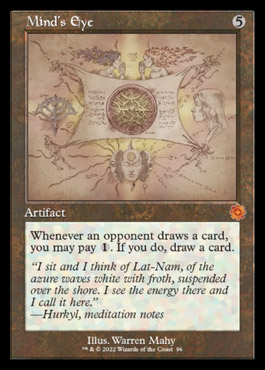 Mind's Eye 5
Artifact
Whenever an opponent draws a card,
you may pay 1. If you do, draw a card.
“I sit and I think of Lat-Nam, of the
azure waves white with froth, suspended
over the shore. I see the energy there and
I call it here.”
—Hurkyl, meditation notes
Illus. Warren Mahy
™ & © 2022 Wizards of the Coast 96